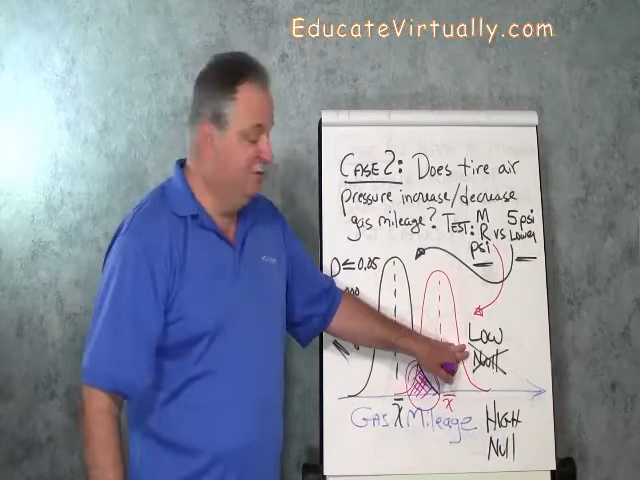 EducateVirtually.com
CASE 2: Does tire air
pressure increase/decrease
gas mileage? TEST: M R PSI vs 5 psi Lower
P ≤ 0.05
LOW
Null
x̄ x̄
GAS Mileage
HIGH
Null